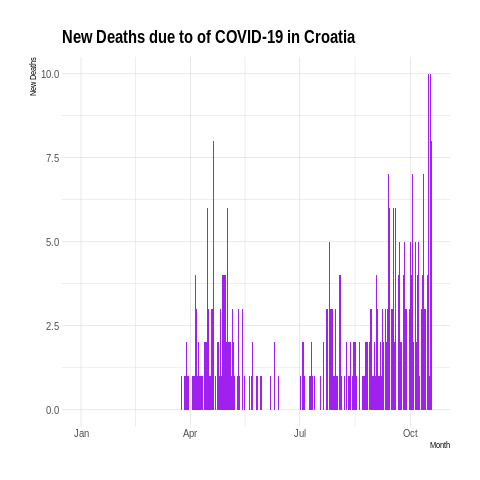 New Deaths due to of COVID-19 in Croatia
New Deaths
10.0
7.5
5.0
2.5
0.0
Jan Apr Jul Oct
Month